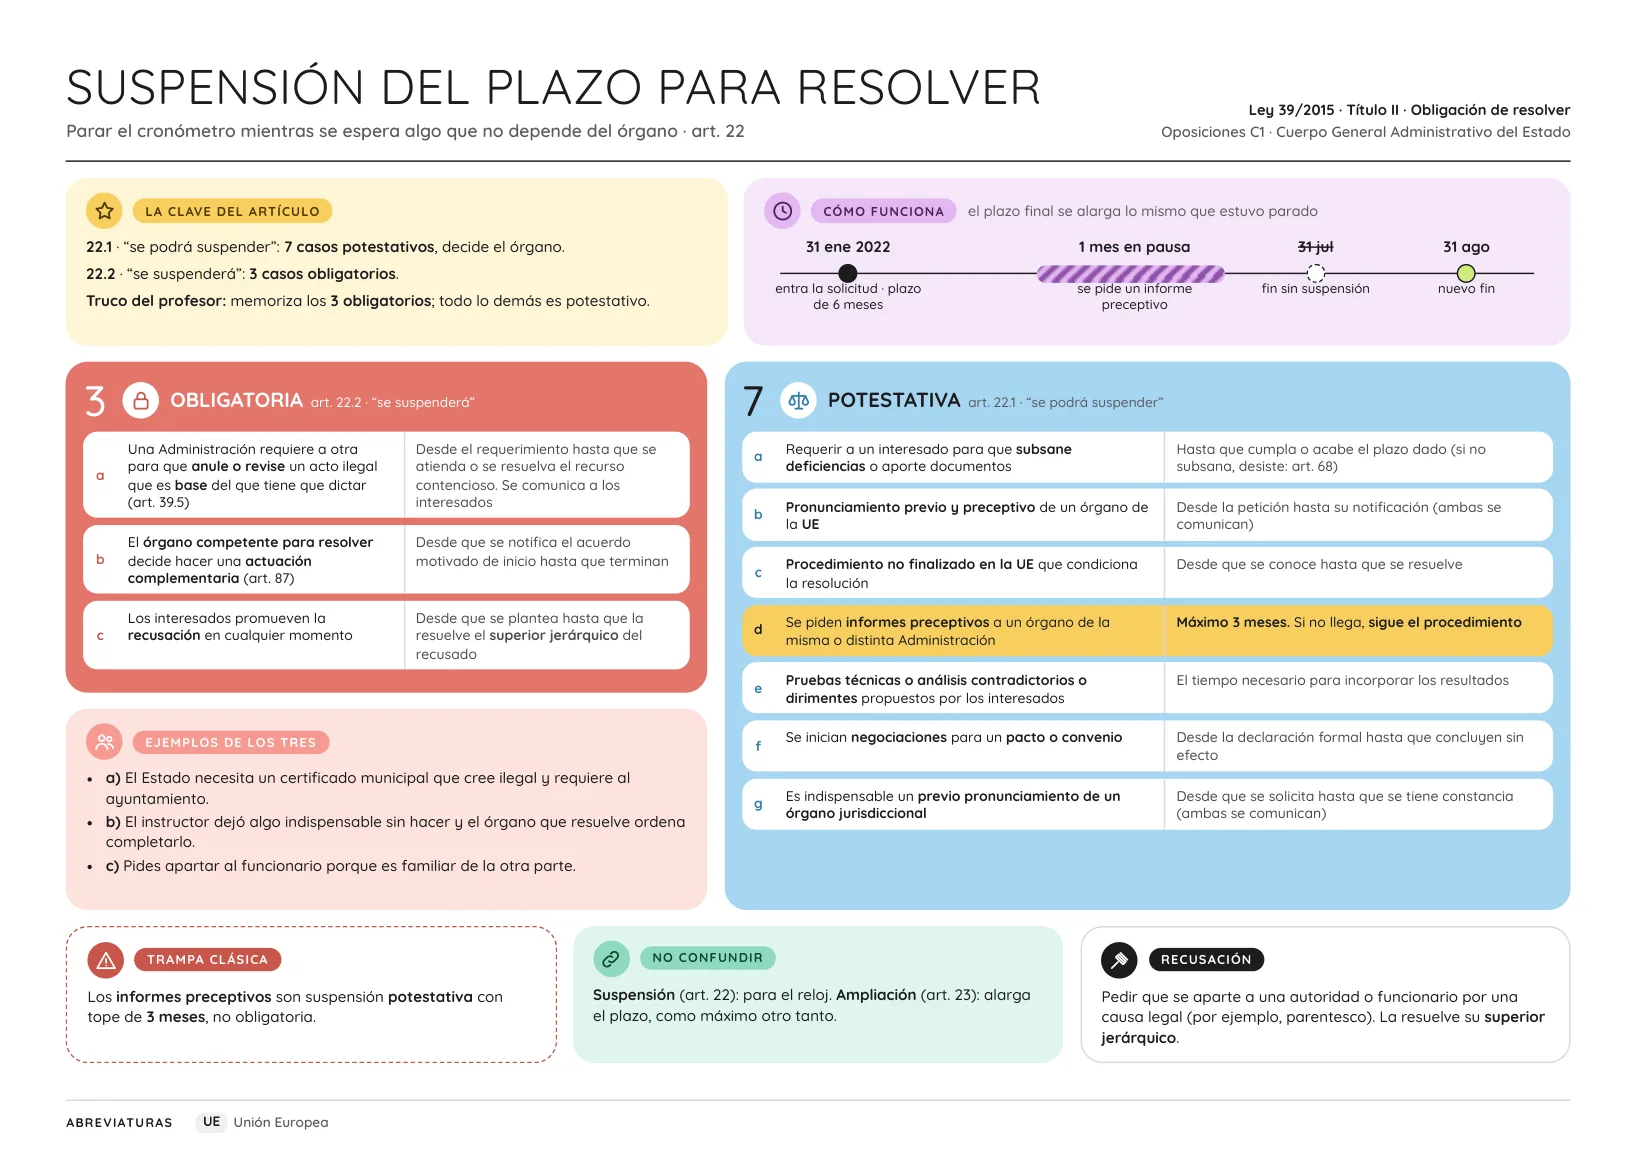 SUSPENSIÓN DEL PLAZO PARA RESOLVER
Parar el cronómetro mientras se espera algo que no depende del órgano · art. 22
Ley 39/2015 · Título II · Obligación de resolver
Oposiciones C1 · Cuerpo General Administrativo del Estado
LA CLAVE DEL ARTÍCULO
22.1 · “se podrá suspender”: 7 casos potestativos, decide el órgano.
22.2 · “se suspenderá”: 3 casos obligatorios.
Truco del profesor: memoriza los 3 obligatorios; todo lo demás es potestativo.
CÓMO FUNCIONA
el plazo final se alarga lo mismo que estuvo parado
31 ene 2022
entra la solicitud · plazo
de 6 meses
1 mes en pausa
se pide un informe
preceptivo
31 jul
fin sin suspensión
31 ago
nuevo fin
3
OBLIGATORIA art. 22.2 · “se suspenderá”
a
Una Administración requiere a otra
para que anule o revise un acto ilegal
que es base del que tiene que dictar
(art. 39.5)
Desde el requerimiento hasta que se
atienda o se resuelva el recurso
contencioso. Se comunica a los
interesados
b
El órgano competente para resolver
decide hacer una actuación
complementaria (art. 87)
Desde que se notifica el acuerdo
motivado de inicio hasta que terminan
c
Los interesados promueven la
recusación en cualquier momento
Desde que se plantea hasta que la
resuelve el superior jerárquico del
recusado
7
POTESTATIVA art. 22.1 · “se podrá suspender”
a
Requerir a un interesado para que subsane
deficiencias o aporte documentos
Hasta que cumpla o acabe el plazo dado (si no
subsana, desiste: art. 68)
b
Pronunciamiento previo y preceptivo de un órgano de
la UE
Desde la petición hasta su notificación (ambas se
comunican)
c
Procedimiento no finalizado en la UE que condiciona
la resolución
Desde que se conoce hasta que se resuelve
d
Se piden informes preceptivos a un órgano de la
misma o distinta Administración
Máximo 3 meses. Si no llega, sigue el procedimiento
e
Pruebas técnicas o análisis contradictorios o
dirimentes propuestos por los interesados
El tiempo necesario para incorporar los resultados
f
Se inician negociaciones para un pacto o convenio
Desde la declaración formal hasta que concluyen sin
efecto
g
Es indispensable un previo pronunciamiento de un
órgano jurisdiccional
Desde que se solicita hasta que se tiene constancia
(ambas se comunican)
EJEMPLOS DE LOS TRES
• a) El Estado necesita un certificado municipal que cree ilegal y requiere al
ayuntamiento.
• b) El instructor dejó algo indispensable sin hacer y el órgano que resuelve ordena
completarlo.
• c) Pides apartar al funcionario porque es familiar de la otra parte.
TRAMPA CLÁSICA
Los informes preceptivos son suspensión potestativa con
tope de 3 meses, no obligatoria.
NO CONFUNDIR
Suspensión (art. 22): para el reloj. Ampliación (art. 23): alarga
el plazo, como máximo otro tanto.
RECUSACIÓN
Pedir que se aparte a una autoridad o funcionario por una
causa legal (por ejemplo, parentesco). La resuelve su superior
jerárquico.
ABREVIATURAS UE Unión Europea